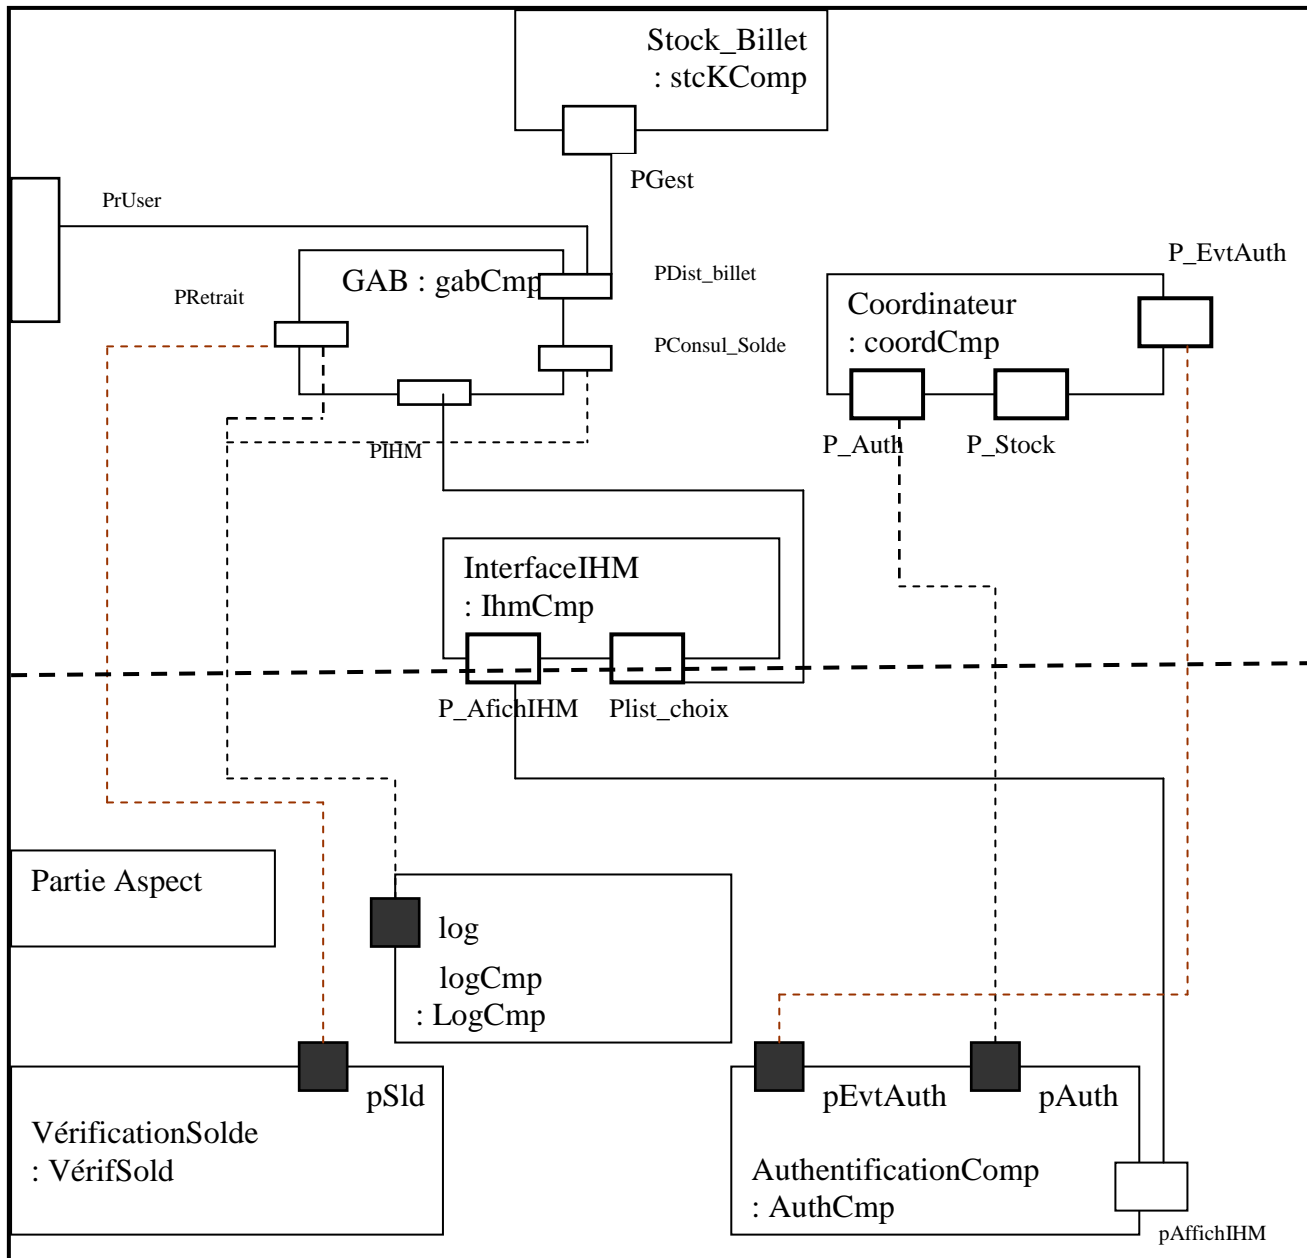 Stock_Billet
: stcKComp
PGest
PrUser
P_EvtAuth
GAB : gabCmp
PDist_billet
PRetrait
Coordinateur
: coordCmp
PConsul_Solde
PIHM
P_Auth
P_Stock
InterfaceIHM
: IhmCmp
P_AfichIHM
Plist_choix
Partie Aspect
log
logCmp
: LogCmp
pSld
pEvtAuth
pAuth
VérificationSolde
: VérifSold
AuthentificationComp
: AuthCmp
pAffichIHM